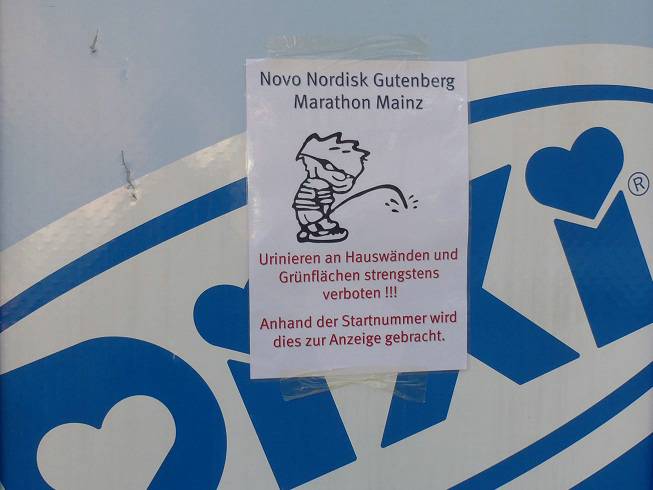 Novo Nordisk Gutenberg
Marathon Mainz
Urinieren an Hauswänden und
Grünflächen strengstens
verboten !!!
Anhand der Startnummer wird
dies zur Anzeige gebracht.
DIXI ®